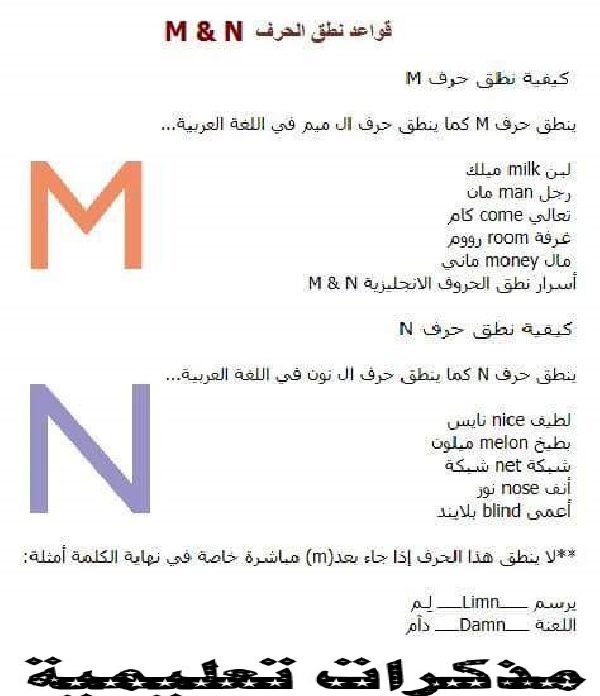 قواعد نطق الحرف M & N
كيفية نطق حرف M
ينطق حرف M كما ينطق حرف ال ميم في اللغة العربية...
لبن milk ميلك
رجل man مان
تعالي come كام
غرفة room رووم
مال money ماني
أسرار نطق الحروف الانجليزية M & N
M
كيفية نطق حرف N
ينطق حرف N كما ينطق حرف ال نون في اللغة العربية...
لطيف nice نايس
بطيخ melon ميلون
شبكة net شبكة
أنف nose نوز
أعمى blind بلايند
N
**لا ينطق هذا الحرف إذا جاء بعد(m) مباشرة خاصة في نهاية الكلمة أمثلة:
يرسم ___Limn___ لِم
اللعنة ___Damn___ دأم
مذكرات تعليمية